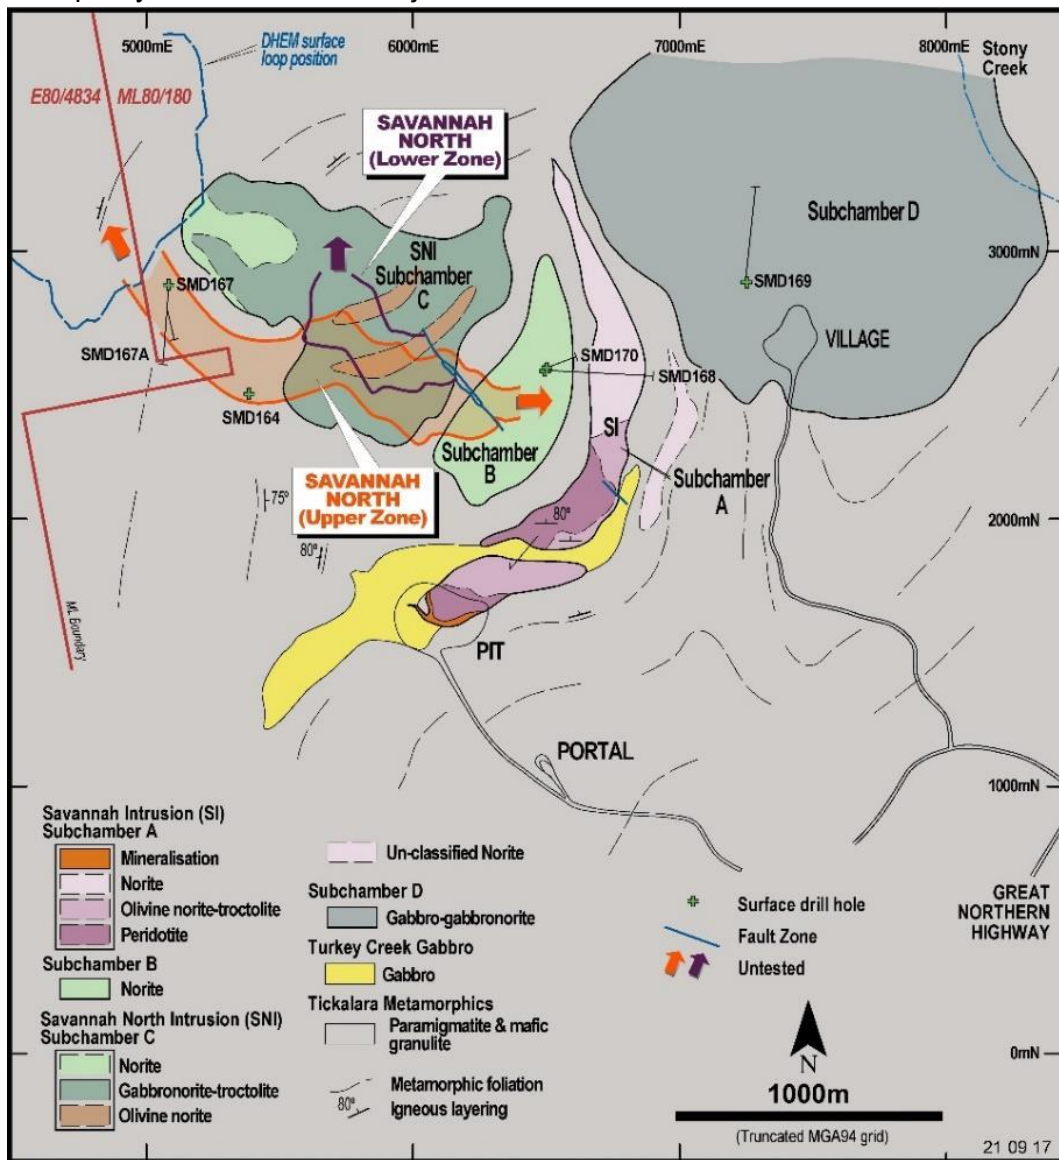 5000mE
6000mE
7000mE
8000mE
DHEM surface
loop position
Stony
Creek
E80/4834
ML80/180
SAVANNAH
NORTH
(Lower Zone)
Subchamber D
SNI
Subchamber
C
3000mN
SMD167
SMD169
VILLAGE
SMD167A
SMD170
SMD168
SMD164
SI
Subchamber
B
Subchamber
A
SAVANNAH
NORTH
(Upper Zone)
75°
80°
80°
2000mN
ML Boundary
PIT
PORTAL
1000mN
Savannah Intrusion (SI)
Subchamber A
Mineralisation
Norite
Olivine norite-troctolite
Peridotite
Subchamber B
Norite
Savannah North Intrusion (SNI)
Subchamber C
Norite
Gabbronorite-troctolite
Olivine norite
Un-classified Norite
Subchamber D
Gabbro-gabbronorite
Turkey Creek Gabbro
Gabbro
Tickalara Metamorphics
Paramigmatite & mafic
granulite
Metamorphic foliation
80° Igneous layering
Surface drill hole
Fault Zone
Untested
GREAT
NORTHERN
HIGHWAY
N
0mN
1000m
(Truncated MGA94 grid)
21 09 17